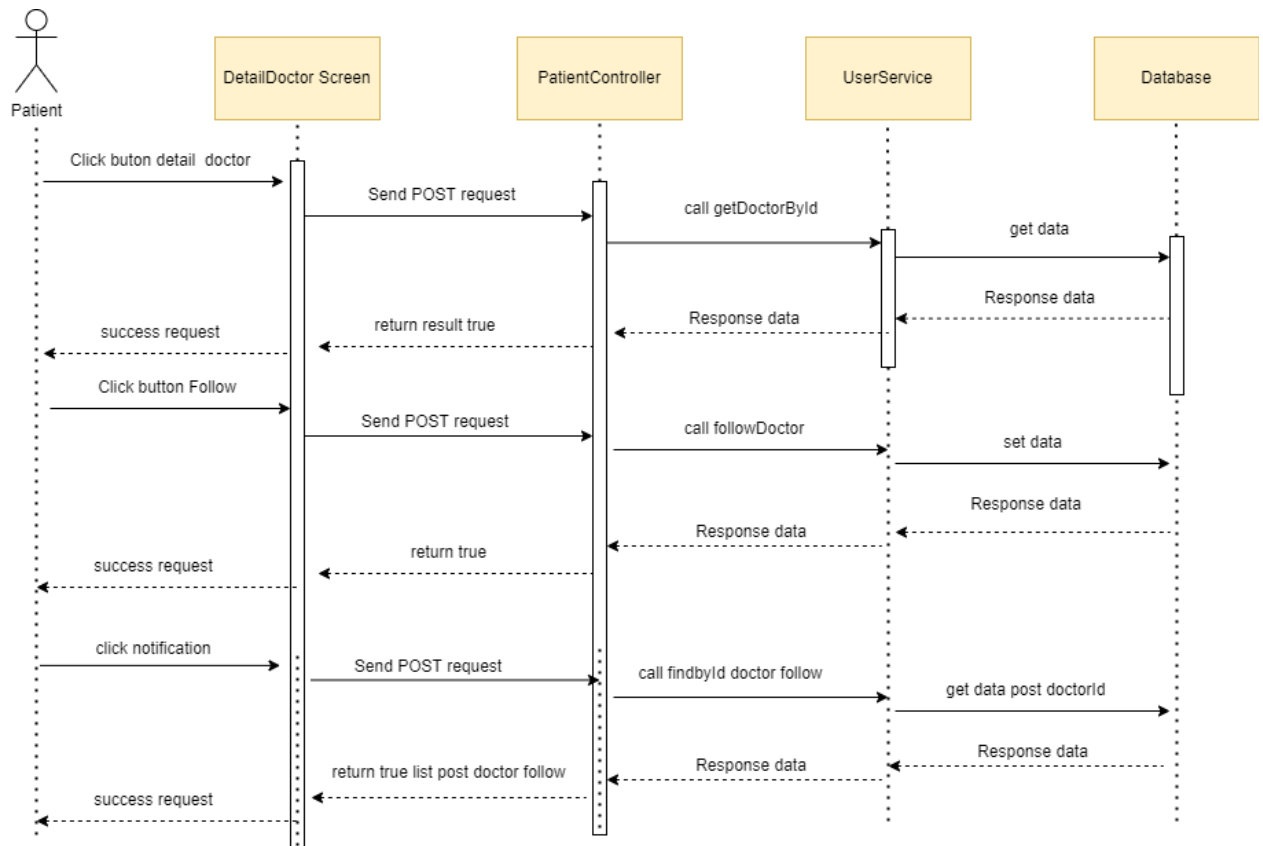 Patient
DetailDoctor Screen
PatientController
UserService
Database
Click buton detail doctor
Send POST request
call getDoctorById
get data
Response data
Response data
return result true
success request
Click button Follow
Send POST request
call followDoctor
set data
Response data
Response data
return true
success request
click notification
Send POST request
call findbyId doctor follow
get data post doctorId
Response data
Response data
return true list post doctor follow
success request